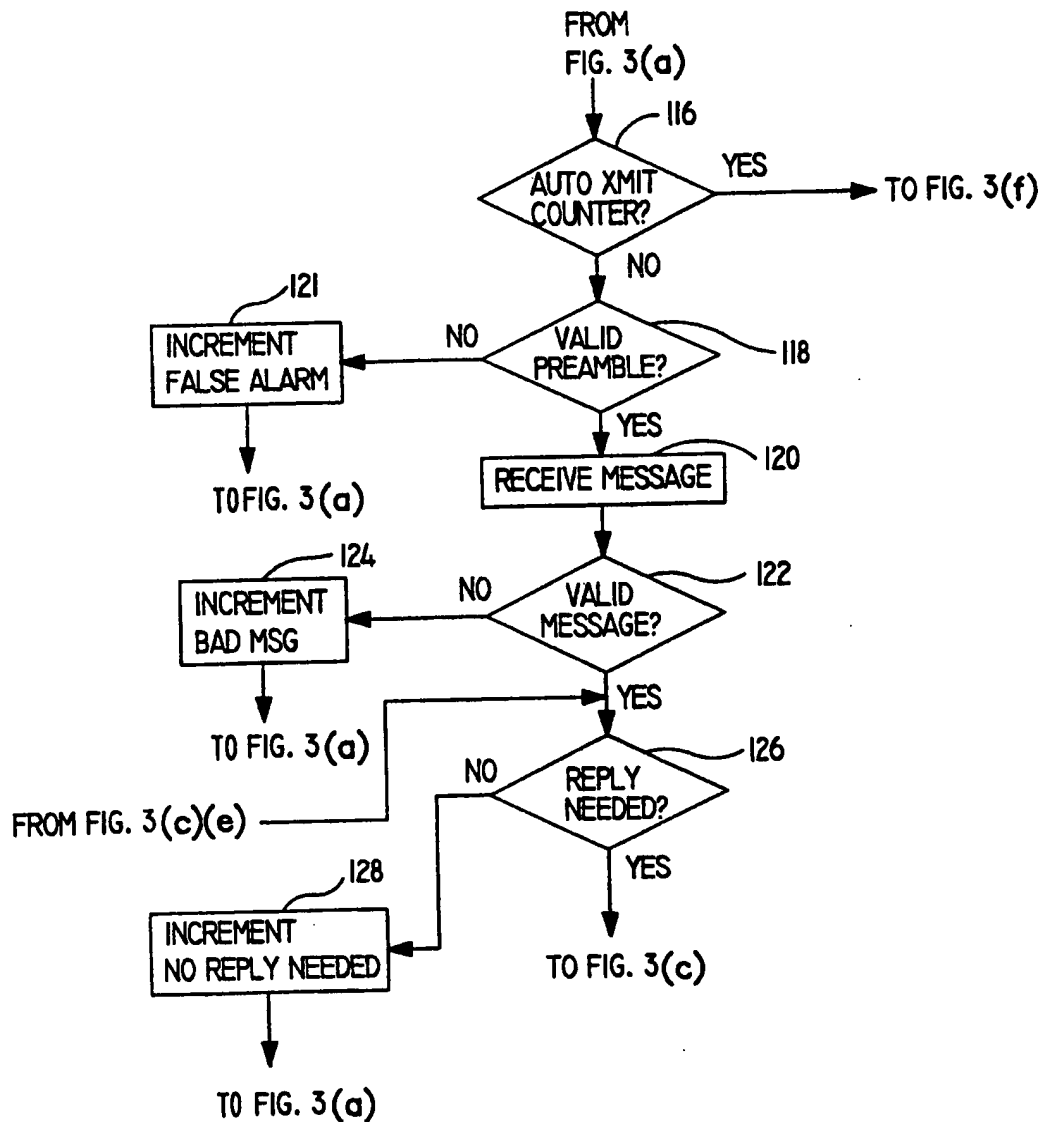 FROM
FIG. 3(a)
116
AUTO XMIT
COUNTER?
YES
TO FIG. 3(f)
NO
121
INCREMENT
FALSE ALARM
NO
VALID
PREAMBLE?
118
TO FIG. 3(a)
YES
120
RECEIVE MESSAGE
124
INCREMENT
BAD MSG
NO
VALID
MESSAGE?
122
TO FIG. 3(a)
YES
FROM FIG. 3(c)(e)
NO
REPLY
NEEDED?
126
YES
128
INCREMENT
NO REPLY NEEDED
TO FIG. 3(c)
TO FIG. 3(a)